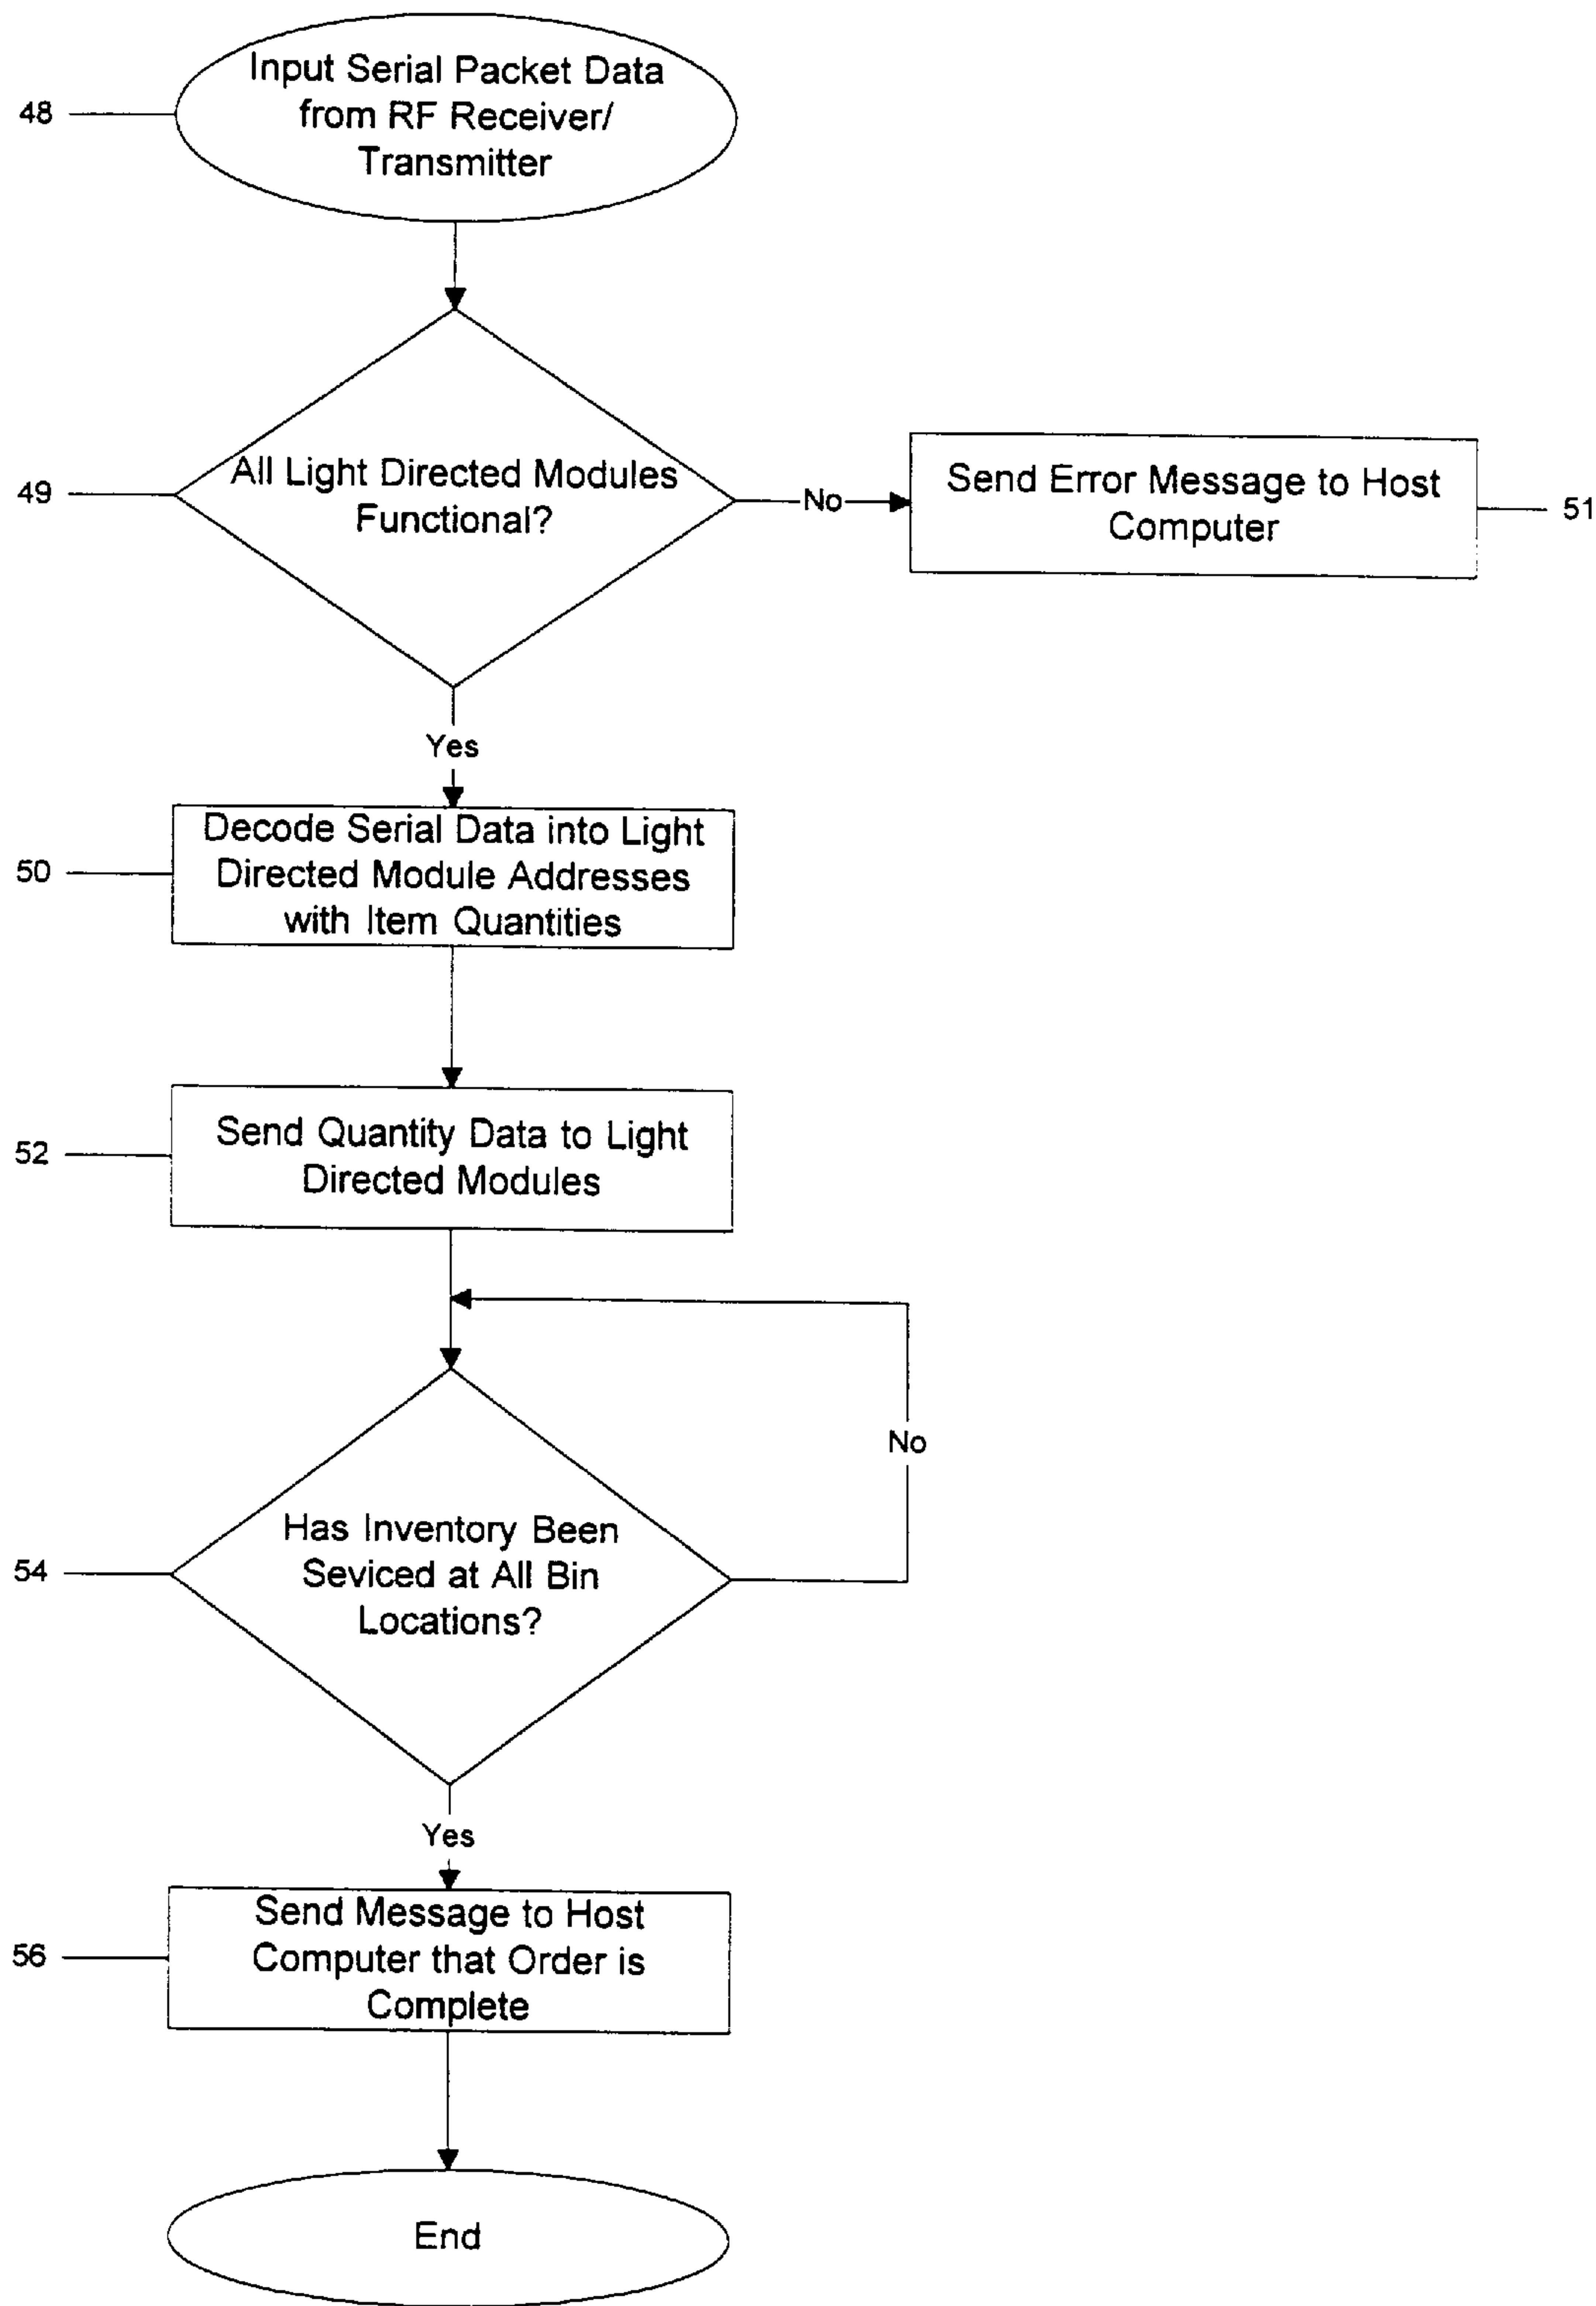 Input Serial Packet Data
from RF Receiver/
Transmitter
48
All Light Directed Modules
Functional?
49
No
Send Error Message to Host
Computer
51
Yes
Decode Serial Data into Light
Directed Module Addresses
with Item Quantities
50
Send Quantity Data to Light
Directed Modules
52
No
Has Inventory Been
Seviced at All Bin
Locations?
54
Yes
Send Message to Host
Computer that Order is
Complete
56
End